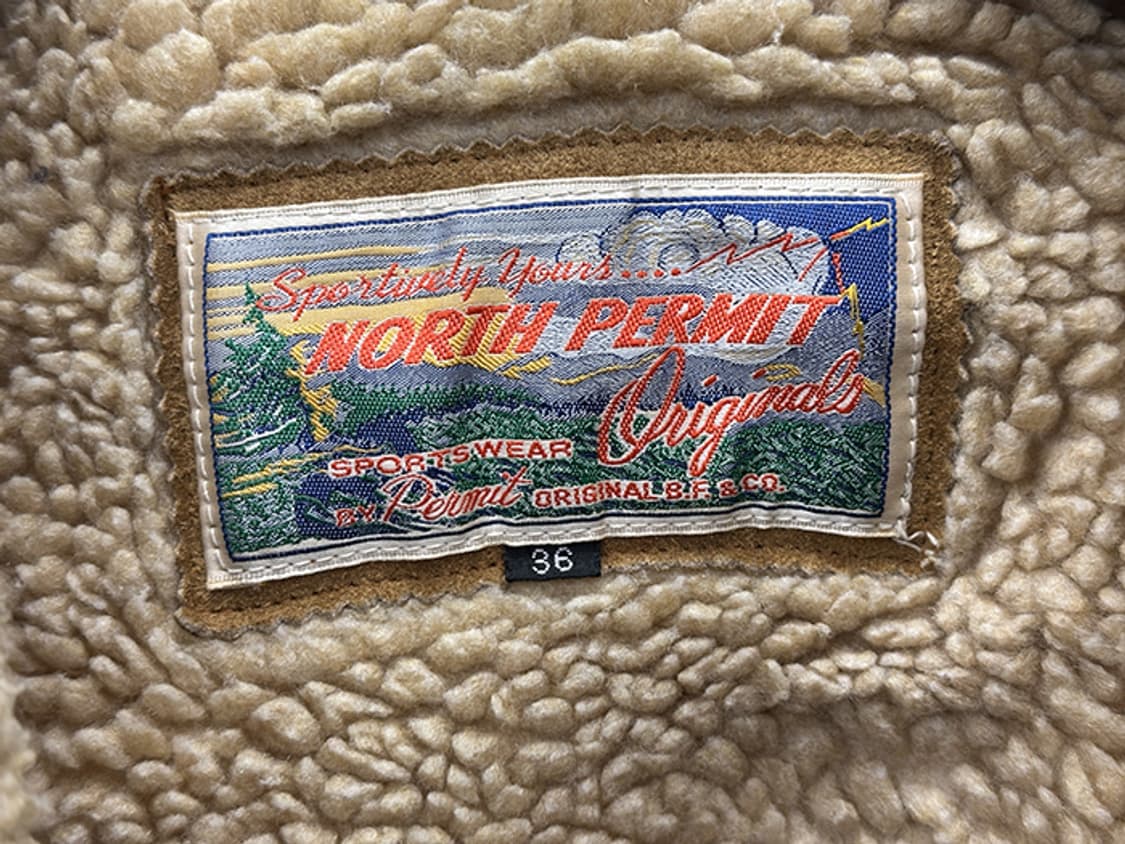 Sportively Yours....
NORTH PERMIT
Originals
SPORTSWEAR
BY Permit ORIGINAL B.F. & CO.
36